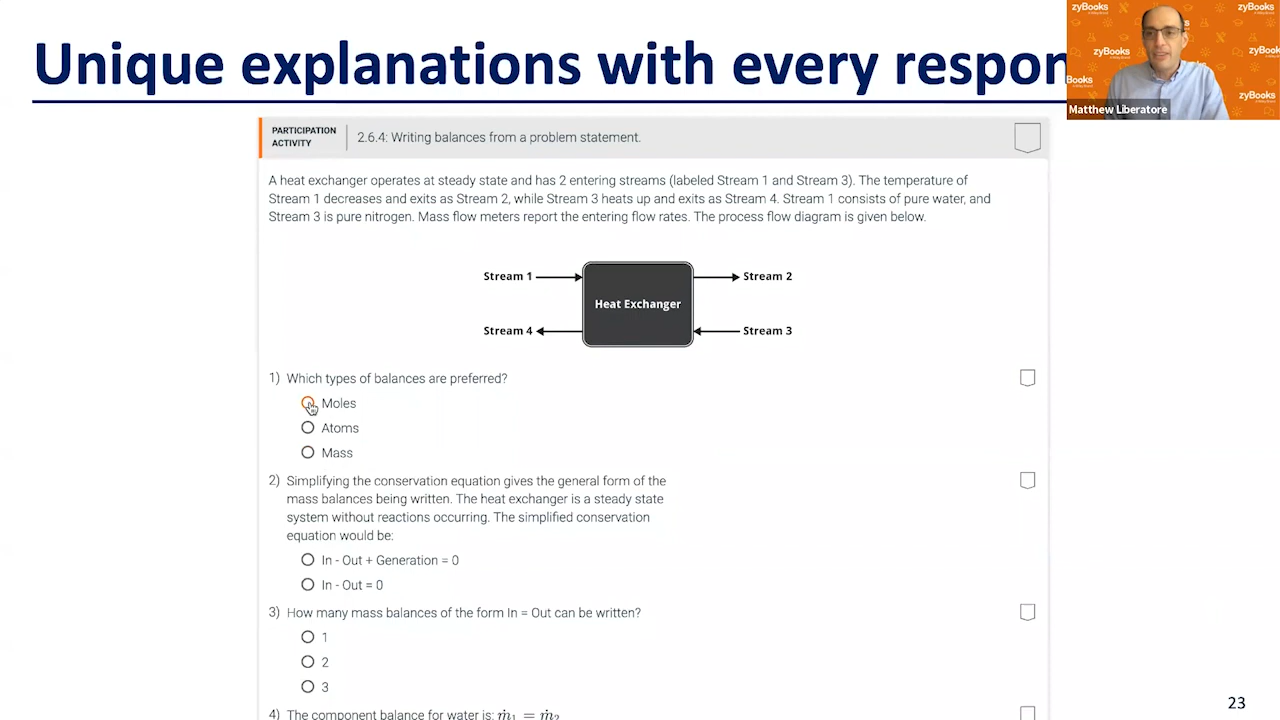 Unique explanations with every respon
zyBooks
zyBooks
zyBooks
zyBook
Books
zyBooks
Matthew Liberatore
PARTICIPATION
ACTIVITY
2.6.4: Writing balances from a problem statement.
A heat exchanger operates at steady state and has 2 entering streams (labeled Stream 1 and Stream 3). The temperature of
Stream 1 decreases and exits as Stream 2, while Stream 3 heats up and exits as Stream 4. Stream 1 consists of pure water, and
Stream 3 is pure nitrogen. Mass flow meters report the entering flow rates. The process flow diagram is given below.
Stream 1
Stream 2
Heat Exchanger
Stream 4
Stream 3
1) Which types of balances are preferred?
Moles
Atoms
Mass
2) Simplifying the conservation equation gives the general form of the
mass balances being written. The heat exchanger is a steady state
system without reactions occurring. The simplified conservation
equation would be:
In - Out + Generation = 0
In - Out = 0
3) How many mass balances of the form In = Out can be written?
1
2
3
4) The component balance for water is: ṁ₁ = ṁ₂
23